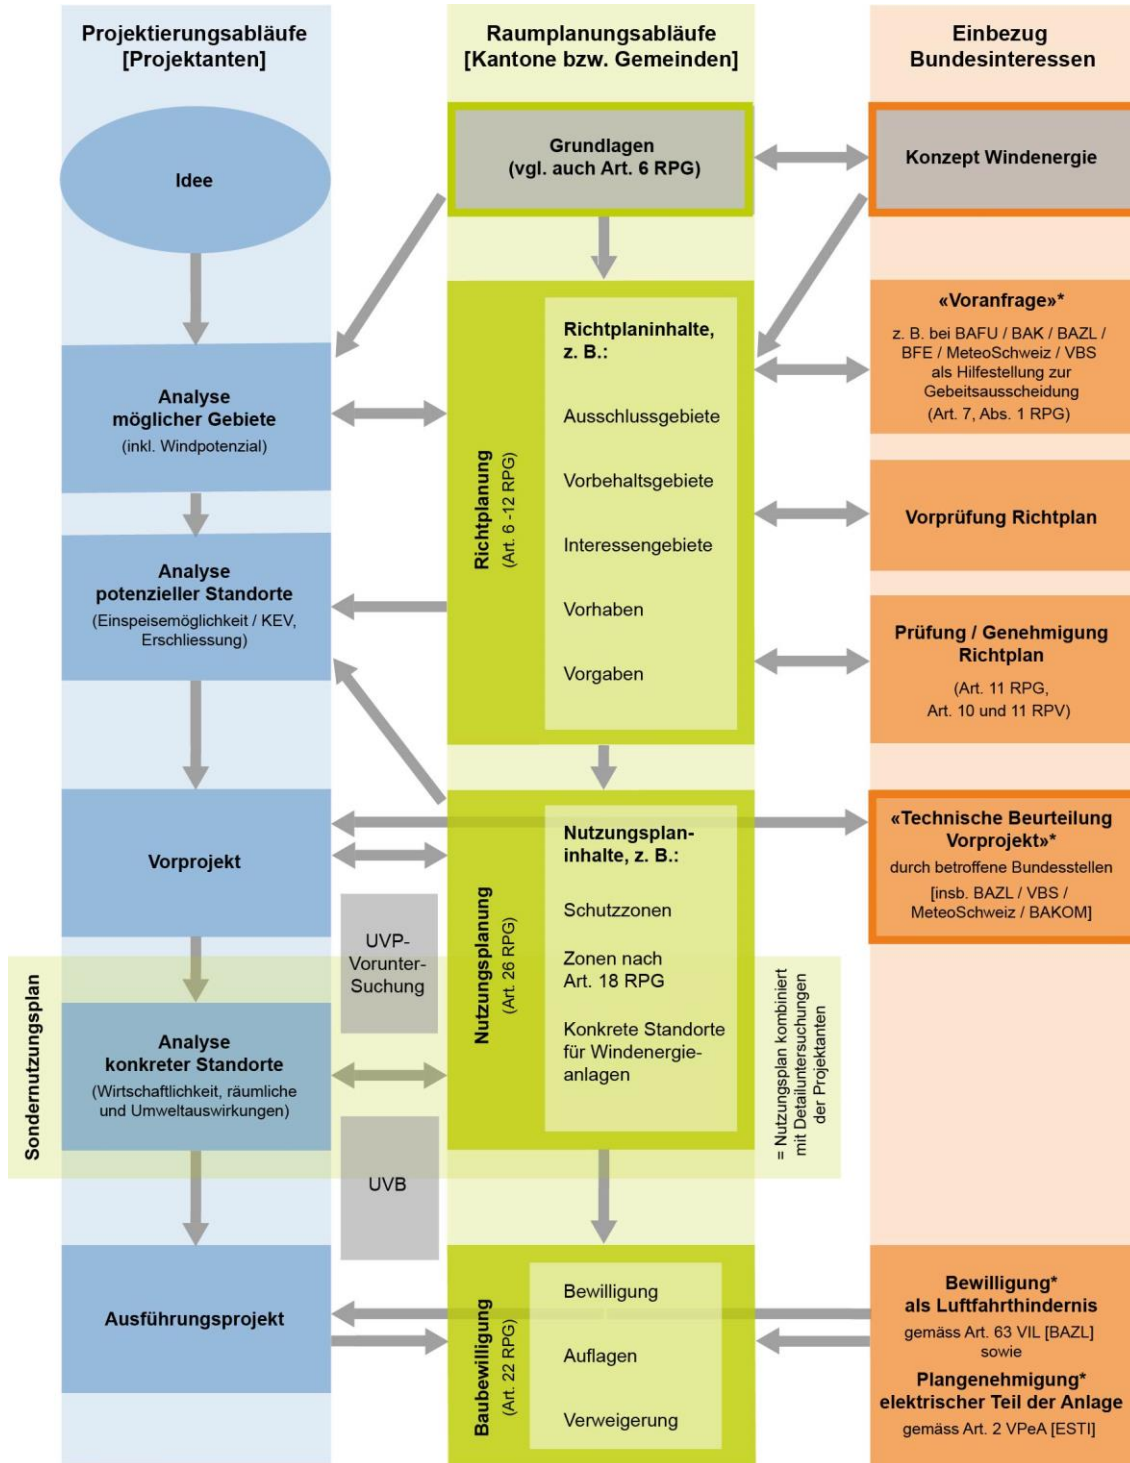 Projektierungsabläufe
[Projektanten]
Raumplanungsabläufe
[Kantone bzw. Gemeinden]
Einbezug
Bundesinteressen
Idee
Grundlagen
(vgl. auch Art. 6 RPG)
Konzept Windenergie
Analyse
möglicher Gebiete
(inkl. Windpotenzial)
Analyse
potenzieller Standorte
(Einspeisemöglichkeit / KEV,
Erschliessung)
Richtplanung
(Art. 6 -12 RPG)
Richtplaninhalte,
z. B.:
Ausschlussgebiete
Vorbehaltsgebiete
Interessengebiete
Vorhaben
Vorgaben
«Voranfrage»*
z. B. bei BAFU / BAK / BAZL /
BFE / MeteoSchweiz / VBS
als Hilfestellung zur
Gebeitsausscheidung
(Art. 7, Abs. 1 RPG)
Vorprüfung Richtplan
Prüfung / Genehmigung
Richtplan
(Art. 11 RPG,
Art. 10 und 11 RPV)
Vorprojekt
UVP-
Vorunter-
Suchung
Nutzungsplanung
(Art. 26 RPG)
Nutzungsplan-
inhalte, z. B.:
Schutzzonen
Zonen nach
Art. 18 RPG
Konkrete Standorte
für Windenergie-
anlagen
«Technische Beurteilung
Vorprojekt»*
durch betroffene Bundesstellen
[insb. BAZL / VBS /
MeteoSchweiz / BAKOM]
Sondernutzungsplan
Analyse
konkreter Standorte
(Wirtschaftlichkeit, räumliche
und Umweltauswirkungen)
= Nutzungsplan kombiniert
mit Detailuntersuchungen
der Projektanten
UVB
Ausführungsprojekt
Baubewilligung
(Art. 22 RPG)
Bewilligung
Auflagen
Verweigerung
Bewilligung*
als Luftfahrthindernis
gemäss Art. 63 VIL [BAZL]
sowie
Plangenehmigung*
elektrischer Teil der Anlage
gemäss Art. 2 VPeA [ESTI]